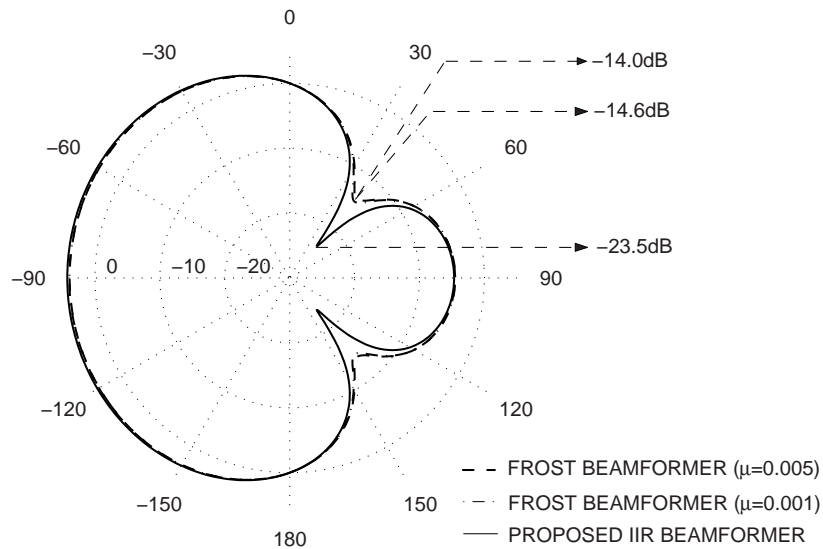 0
−30
30
−14.0dB
−14.6dB
−60
60
−23.5dB
−90
0
−10
−20
90
−120
120
−150
150
180
FROST BEAMFORMER (μ=0.005)
FROST BEAMFORMER (μ=0.001)
PROPOSED IIR BEAMFORMER